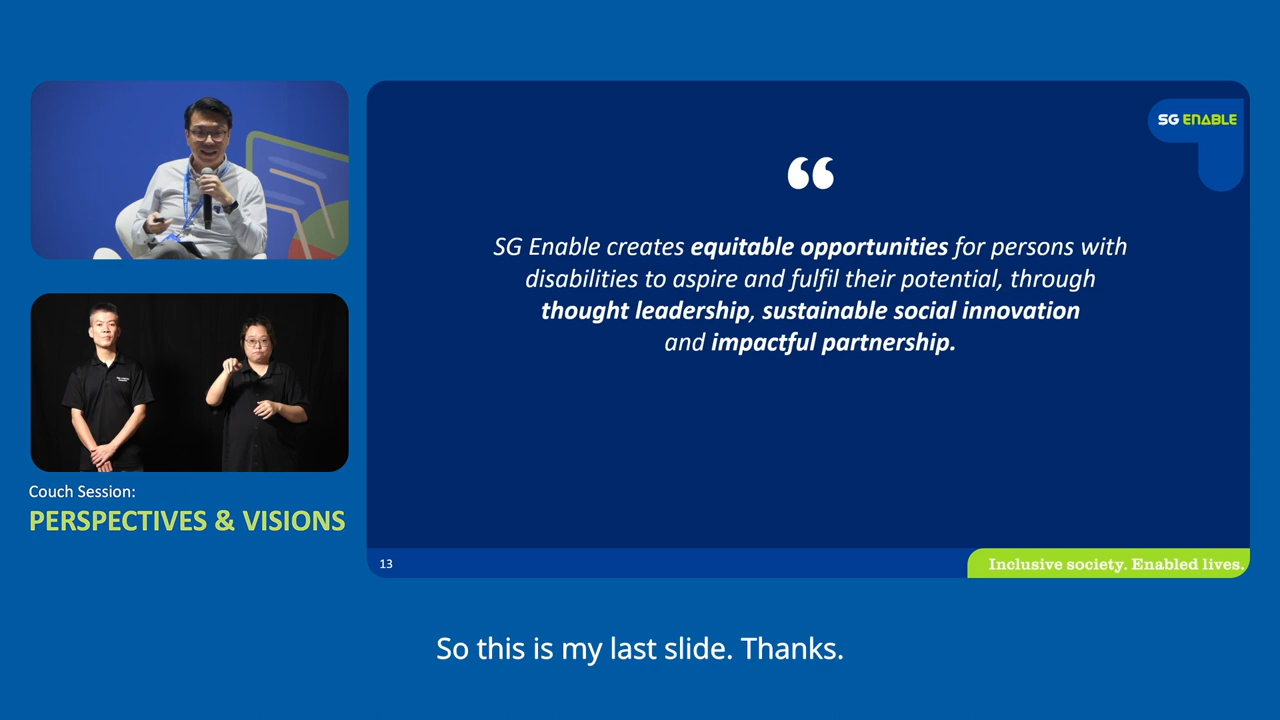 SG ENABLE
“
SG Enable creates equitable opportunities for persons with
disabilities to aspire and fulfil their potential, through
thought leadership, sustainable social innovation
and impactful partnership.
Couch Session:
PERSPECTIVES & VISIONS
13
Inclusive society. Enabled lives.
So this is my last slide. Thanks.